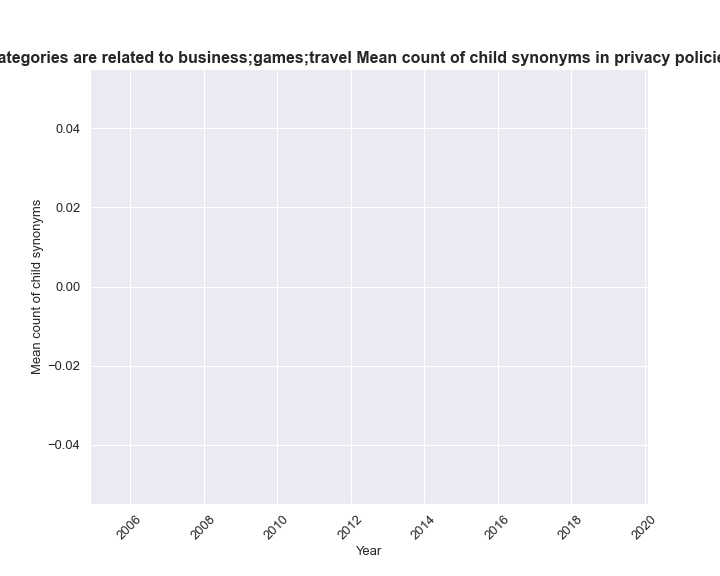 ategories are related to business;games;travel Mean count of child synonyms in privacy policie
0.04
0.02
0.00
−0.02
−0.04
Mean count of child synonyms
2006 2008 2010 2012 2014 2016 2018 2020
Year